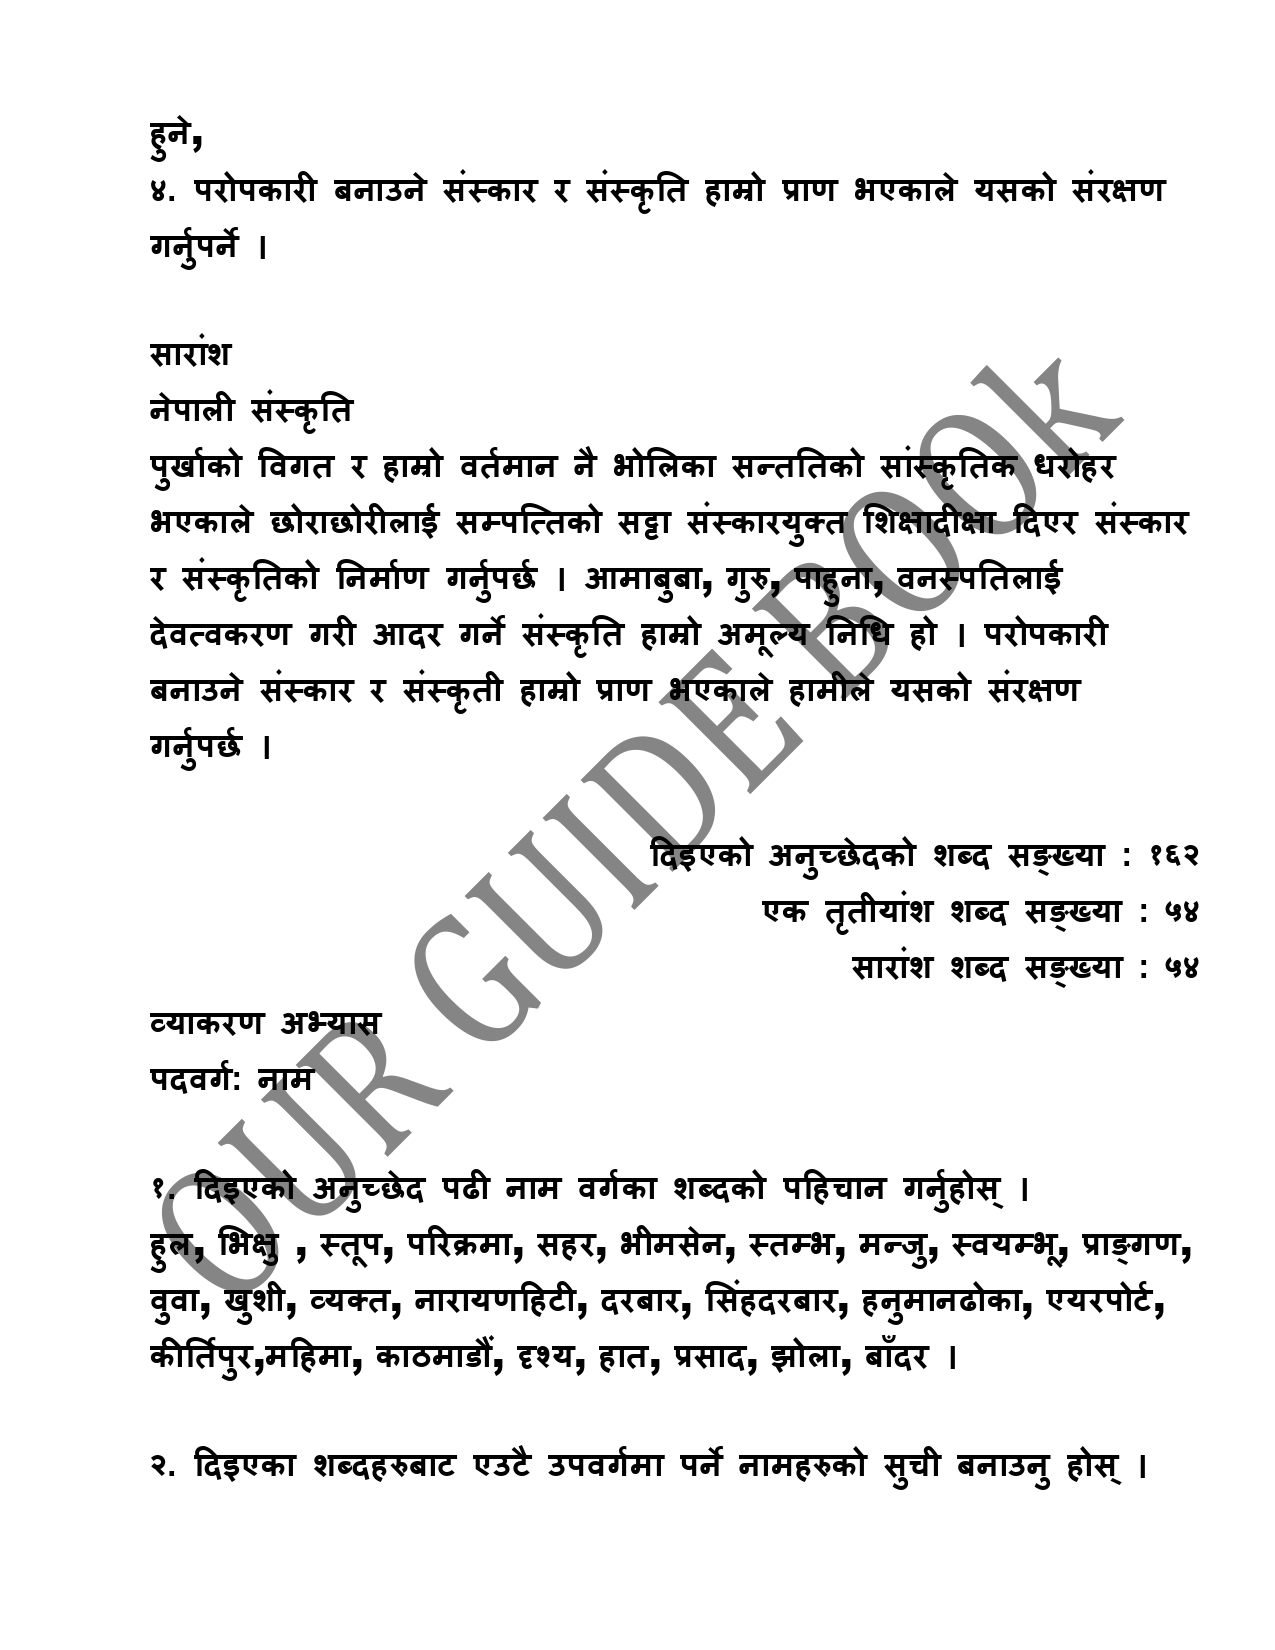 हुने,
४. परोपकारी बनाउने संस्कार र संस्कृति हाम्रो प्राण भएकाले यसको संरक्षण
गर्नुपर्ने ।
सारांश
नेपाली संस्कृति
पुर्खाको विगत र हाम्रो वर्तमान नै भोलिका सन्ततिको सांस्कृतिक धरोहर
भएकाले छोराछोरीलाई सम्पत्तिको सट्टा संस्कारयुक्त शिक्षादीक्षा दिएर संस्कार
र संस्कृतिको निर्माण गर्नुपर्छ । आमाबुबा, गुरु, पाहुना, वनस्पतिलाई
देवत्वकरण गरी आदर गर्ने संस्कृति हाम्रो अमूल्य निधि हो । परोपकारी
बनाउने संस्कार र संस्कृती हाम्रो प्राण भएकाले हामीले यसको संरक्षण
गर्नुपर्छ ।
दिइएको अनुच्छेदको शब्द सङ्ख्या : १६२
एक तृतीयांश शब्द सङ्ख्या : ५४
सारांश शब्द सङ्ख्या : ५४
व्याकरण अभ्यास
पदवर्ग: नाम
१. दिइएको अनुच्छेद पढी नाम वर्गका शब्दको पहिचान गर्नुहोस् ।
हुल, भिक्षु , स्तूप, परिक्रमा, सहर, भीमसेन, स्तम्भ, मन्जु, स्वयम्भू, प्राङ्गण,
वुवा, खुशी, व्यक्त, नारायणहिटी, दरबार, सिंहदरबार, हनुमानढोका, एयरपोर्ट,
कीर्तिपुर,महिमा, काठमाडौं, दृश्य, हात, प्रसाद, झोला, बाँदर ।
२. दिइएका शब्दहरुबाट एउटै उपवर्गमा पर्ने नामहरुको सुची बनाउनु होस् ।
OUR GUIDE BOOk